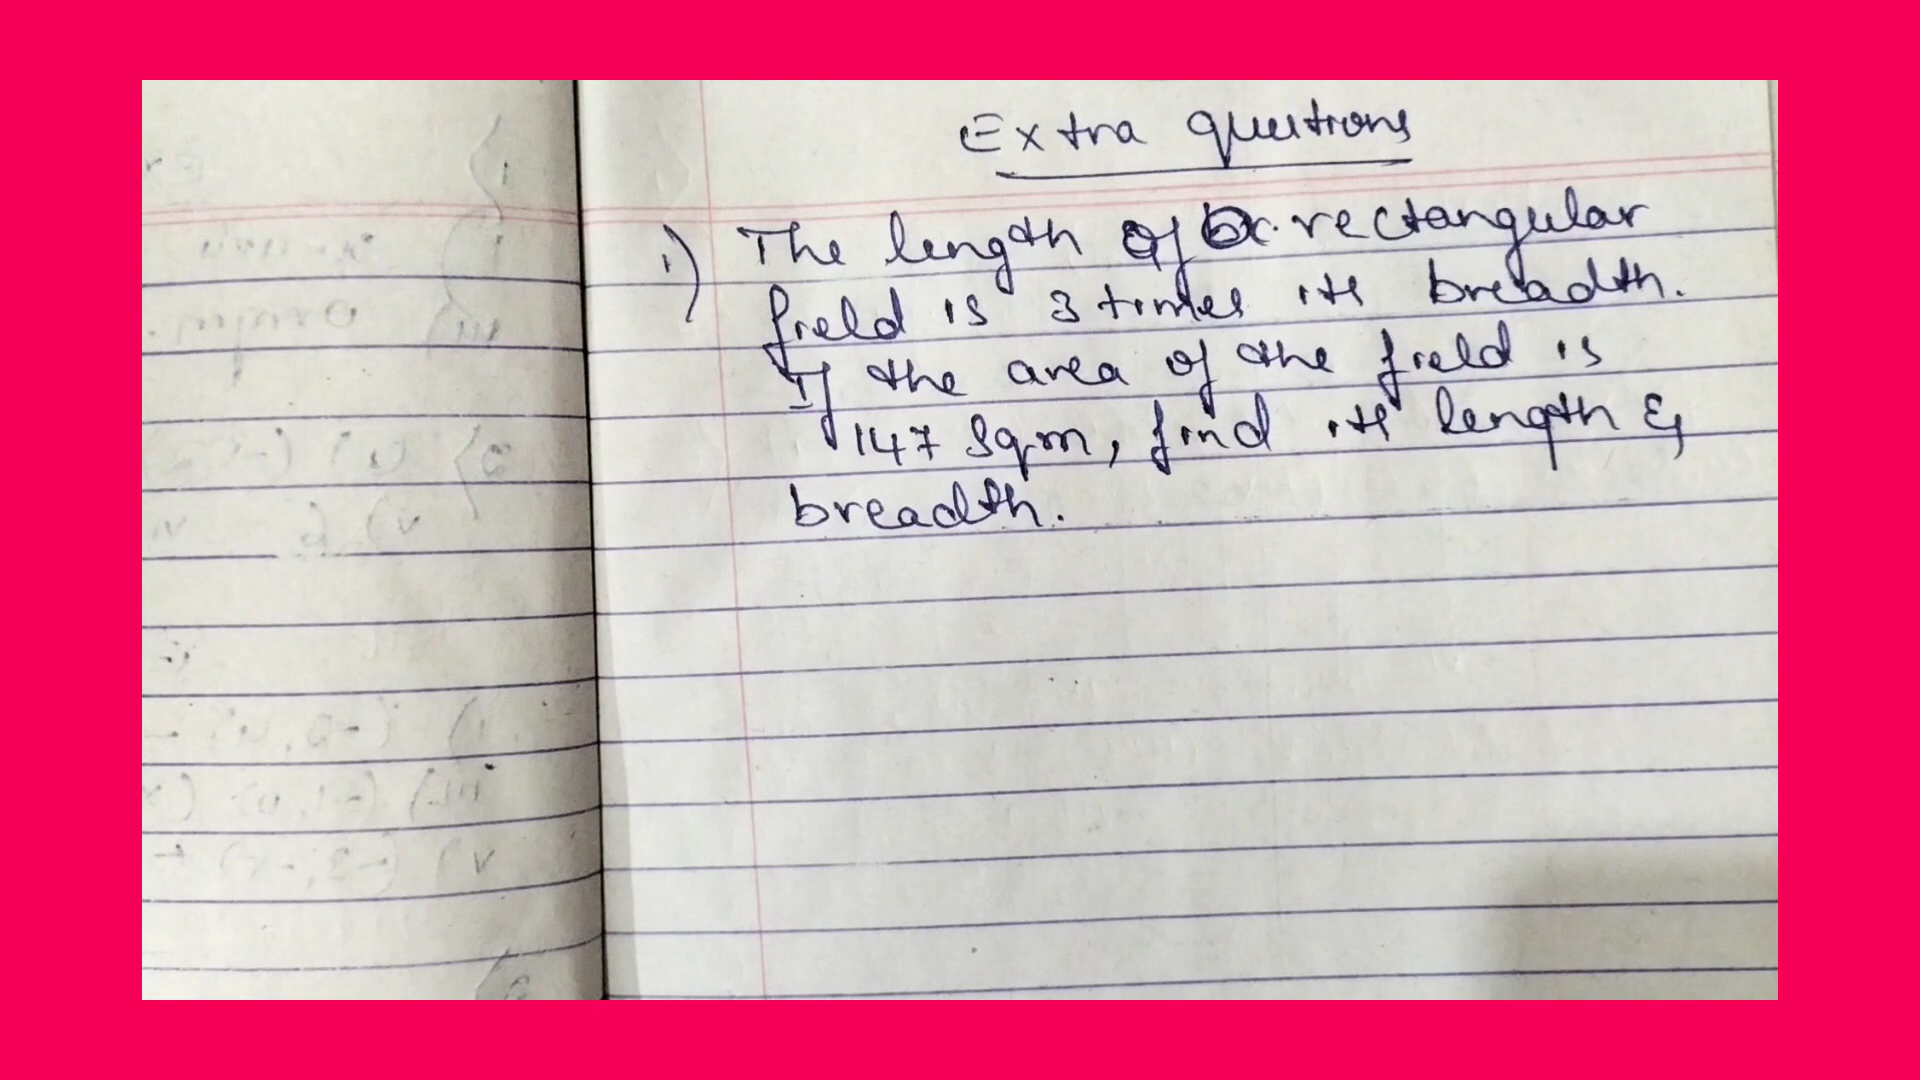 Extra questions
1) The length of a rectangular
field is 3 times its breadth.
If the area of the field is
147 sqm, find its length &
breadth.